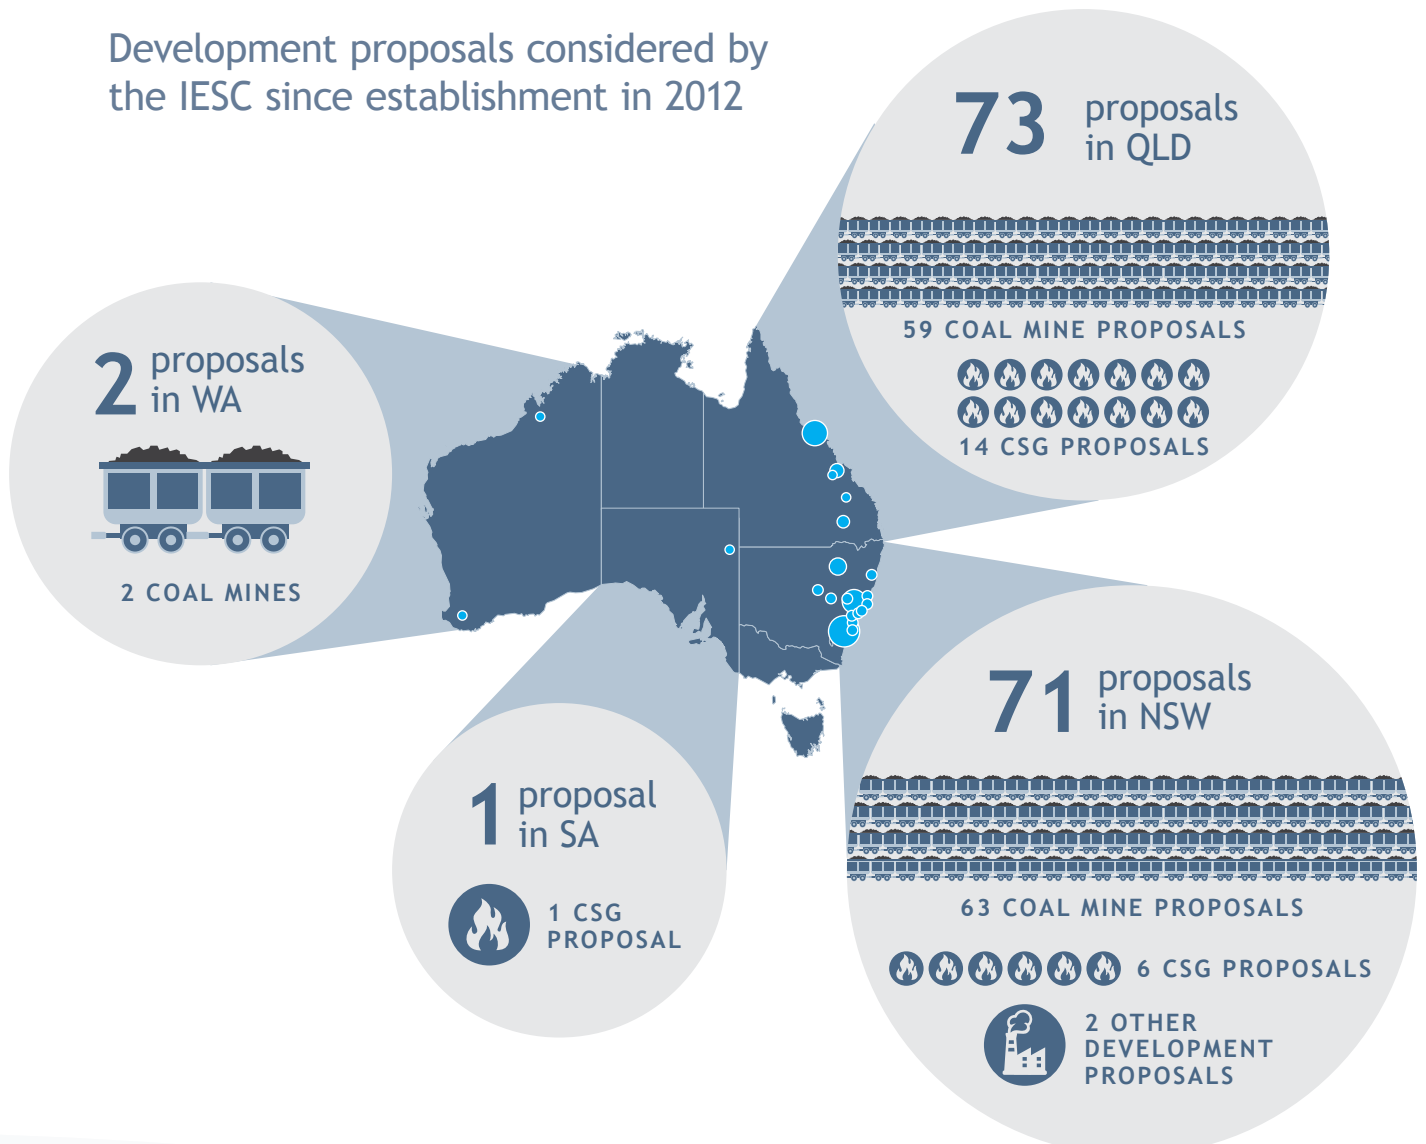 Development proposals considered by
the IESC since establishment in 2012
73
proposals
in QLD
59 COAL MINE PROPOSALS
14 CSG PROPOSALS
2
proposals
in WA
2 COAL MINES
1
proposal
in SA
1 CSG
PROPOSAL
71
proposals
in NSW
63 COAL MINE PROPOSALS
6 CSG PROPOSALS
2 OTHER
DEVELOPMENT
PROPOSALS